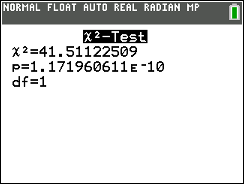 NORMAL FLOAT AUTO REAL RADIAN MP
χ²-Test
χ²=41.51122509
p=1.171960611ᴇ-10
df=1